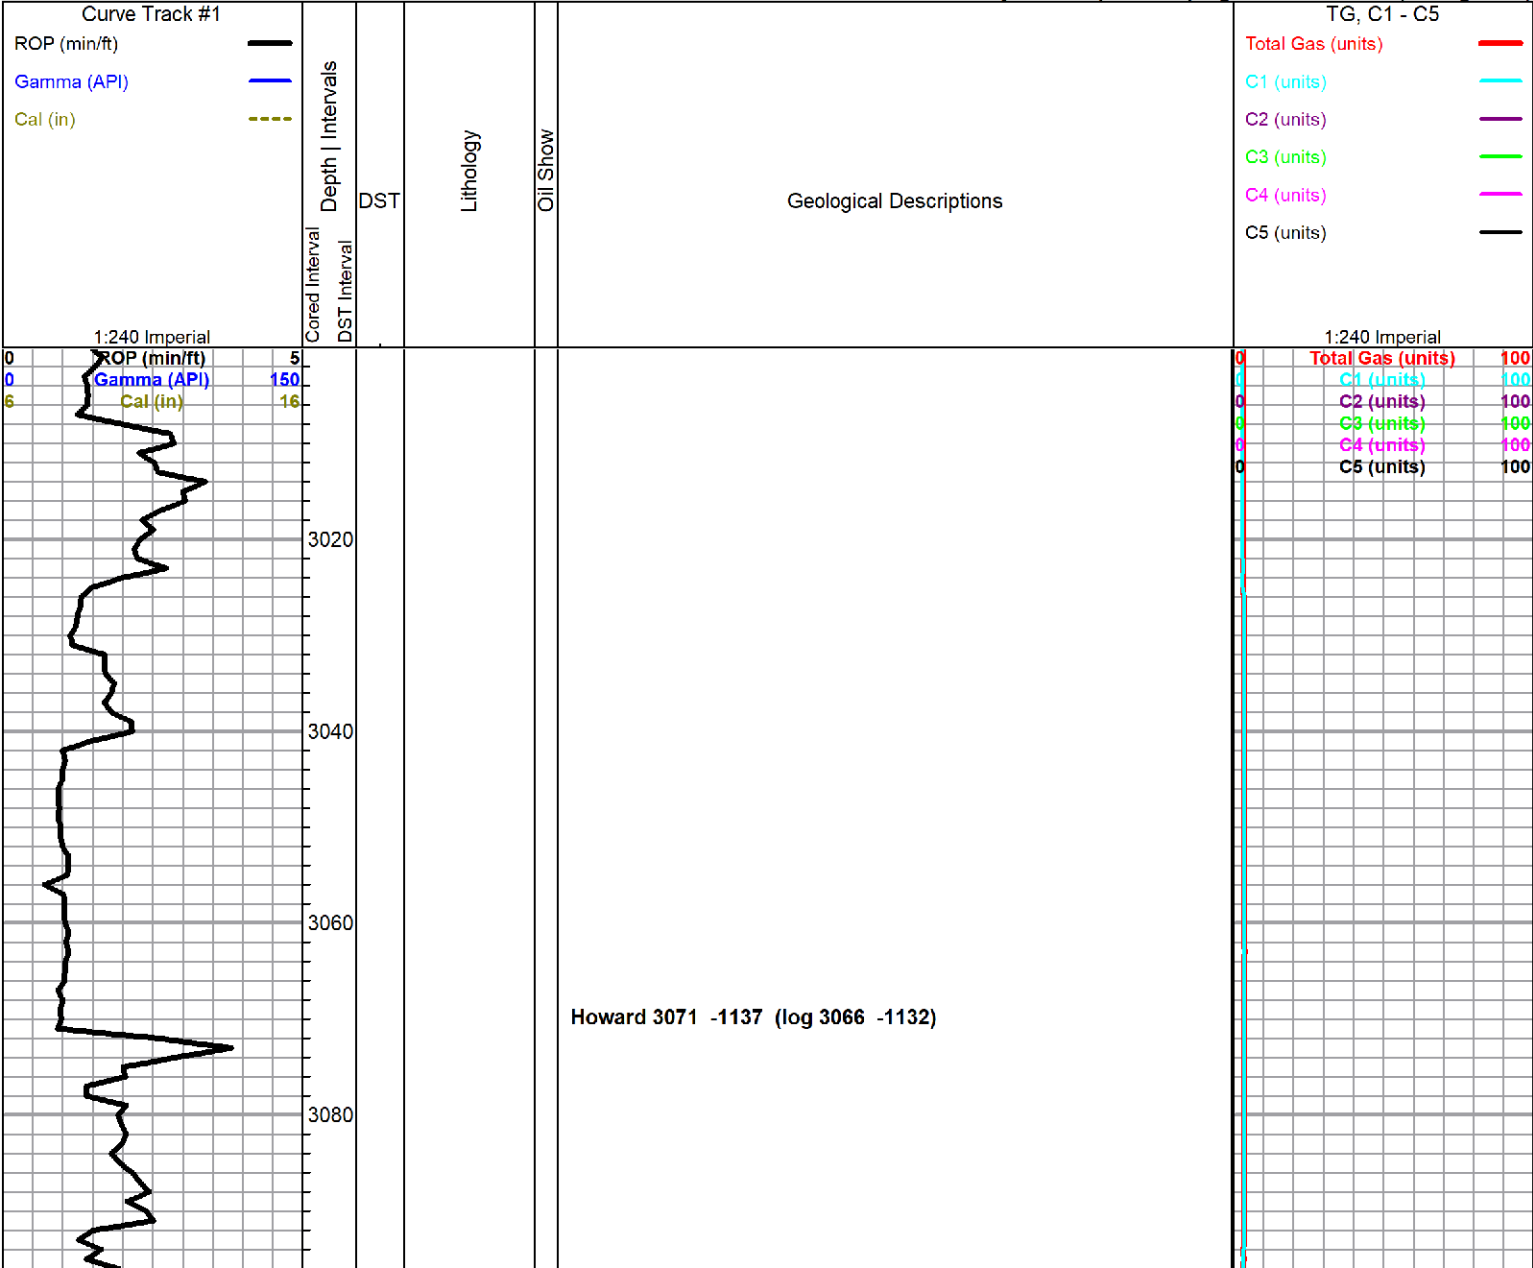 Curve Track #1
ROP (min/ft)
Gamma (API)
Cal (in)
1:240 Imperial
Depth | Intervals
Cored Interval
DST Interval
DST
Lithology
Oil Show
Geological Descriptions
TG, C1 - C5
Total Gas (units)
C1 (units)
C2 (units)
C3 (units)
C4 (units)
C5 (units)
1:240 Imperial
0 ROP (min/ft) 5
0 Gamma (API) 150
6 Cal (in) 16
0 Total Gas (units) 100
0 C1 (units) 100
0 C2 (units) 100
0 C3 (units) 100
0 C4 (units) 100
0 C5 (units) 100
3020
3040
3060
Howard 3071 -1137 (log 3066 -1132)
3080